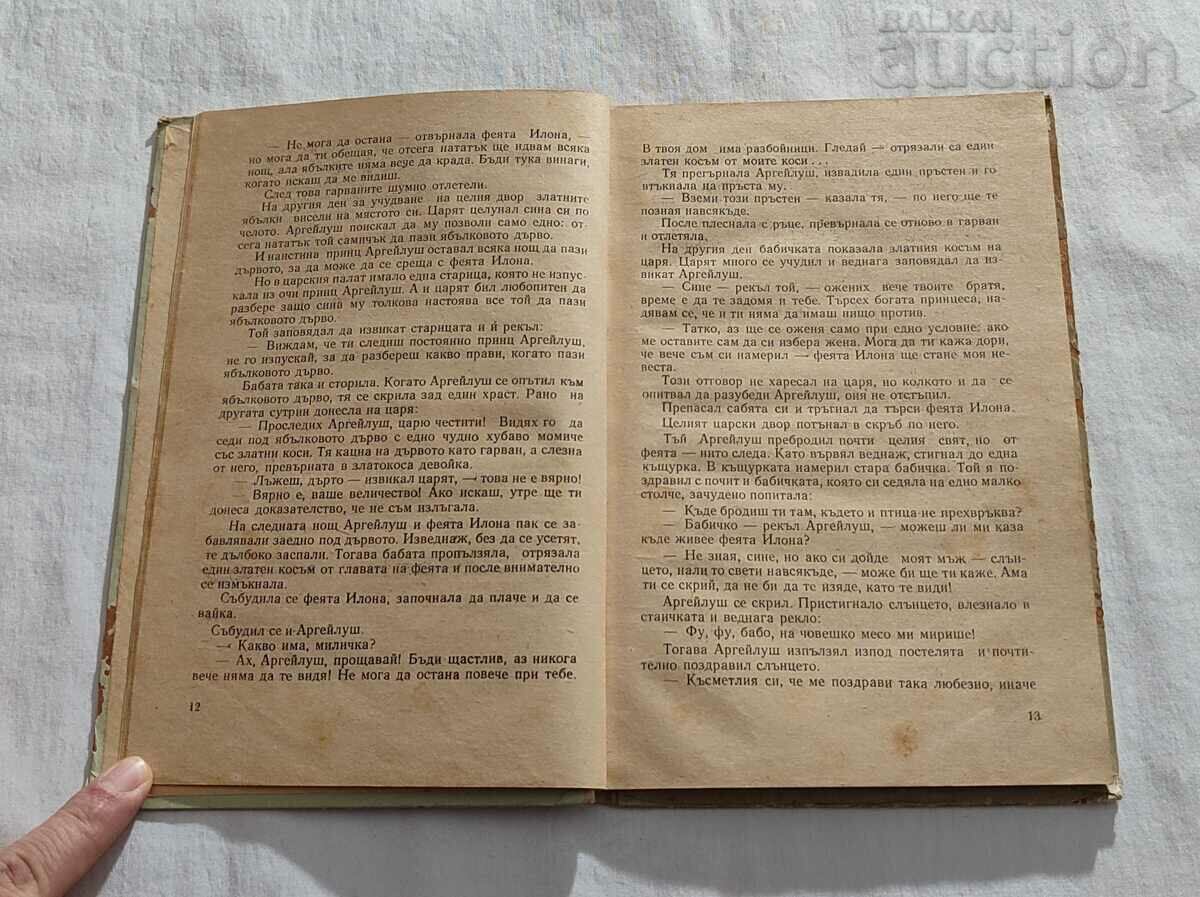 BALKAN
auction
— Не мога да остана — отвърнала феята Илона, —
но мога да ти обещая, че отсега нататък ще идвам всяка
нощ, ала ябълките няма вече да крада. Бъди тука винаги,
когато искаш да ме видиш.
След това гарваните шумно отлетели.
На другия ден за учудване на целия двор златните
ябълки висели на мястото си. Царят целунал сина си по
челото. Аргейлуш поискал да му позволи само едно: от
сега нататък той самичък да пази ябълковото дърво.
И наистина принц Аргейлуш оставал всяка нощ да пази
дървото, за да може да се среща с феята Илона.
Но в царския палат имало една старица, която не изпус-
кала из очи принц Аргейлуш. А и царят бил любопитен да
разбере защо сина му толкова настоява все той да пази
ябълковото дърво.
Той заповядал да извикат старицата и й рекъл:
— Виждам, че ти следиш постоянно принц Аргейлуш,
не го изпускай, за да разбереш какво прави, когато пази
ябълковото дърво.
Бабата така и сторила. Когато Аргейлуш се опътил към
ябълковото дърво, тя се скрила зад един храст. Рано на
другата сутрин донесла на царя:
— Проследих Аргейлуш, царю честити! Видях го да
седи под ябълковото дърво с едно чудно хубаво момиче
със златни коси. Тя кацна на дървото като гарван, а слезна
от него, превърната в златокоса девойка.
— Лъжеш, дърто — извикал царят, — това не е вярно!
— Вярно е, ваше величество! Ако искаш, утре ще ти
донеса доказателство, че не съм излъгала.
На следната нощ Аргейлуш и феята Илона пак се за-
бавлявали заедно под дървото. Изведнаж, без да се усетят,
те дълбоко заспали. Тогава бабата пропълзяла, отрязала
един златен косъм от главата на феята и после внимателно
се измъкнала.
Събудила се феята Илона, започнала да плаче и да се
вайка.
Събудил се и Аргейлуш.
— Какво има, миличка?
— Ах, Аргейлуш, прощавай! Бъди щастлив, аз никога
вече няма да те видя! Не мога да остана повече при тебе.
12
В твоя дом има разбойници. Гледай — отрязали са един
златен косъм от моите коси...
Тя прегърнала Аргейлуш, извадила един пръстен и го
втъкнала на пръста му.
— Вземи този пръстен — казала тя, — по него ще те
позная навсякъде.
После плеснала с ръце, превърнала се отново в гарван
и отлетяла.
На другия ден бабичката показала златния косъм на
царя. Царят много се учудил и веднага заповядал да из-
викат Аргейлуш.
— Сине — рекъл той, — ожених вече твоите братя,
време е да те задомя и тебе. Търсех богата принцеса, на-
дявам се, че и ти няма да имаш нищо против.
— Татко, аз ще се оженя само при едно условие: ако
ме оставите сам да си избера жена. Мога да ти кажа дори,
че вече съм си намерил — феята Илона ще стане моя не-
веста.
Този отговор не харесал на царя, но колкото и да се
опитвал да разубеди Аргейлуш, оня не отстъпил.
Препасал сабята си и тръгнал да търси феята Илона.
Целият царски двор потънал в скръб по него.
Тъй Аргейлуш пребродил почти целия свят, но от
феята — нито следа. Като вървял веднаж, стигнал до една
къщурка. В къщурката намерил стара бабичка. Той я по-
здравил с почит и бабичката, която си седяла на едно малко
столче, зачудено попитала:
— Къде бродиш ти там, където и птица не прехвръква?
— Бабичко — рекъл Аргейлуш, — можеш ли ми каза
къде живее феята Илона?
— Не зная, сине, но ако си дойде моят мъж — слън-
цето, нали то свети навсякъде, — може би ще ти каже. Ама
ти се скрий, да не би да те изяде, като те види!
Аргейлуш се скрил. Пристигнало слънцето, влезнало в
стаичката и веднага рекло:
— Фу, фу, бабо, на човешко месо ми мирише!
Тогава Аргейлуш изпълзял изпод постелята и почти-
телно поздравил слънцето.
— Късметлия си, че ме поздрави така любезно, иначе
13